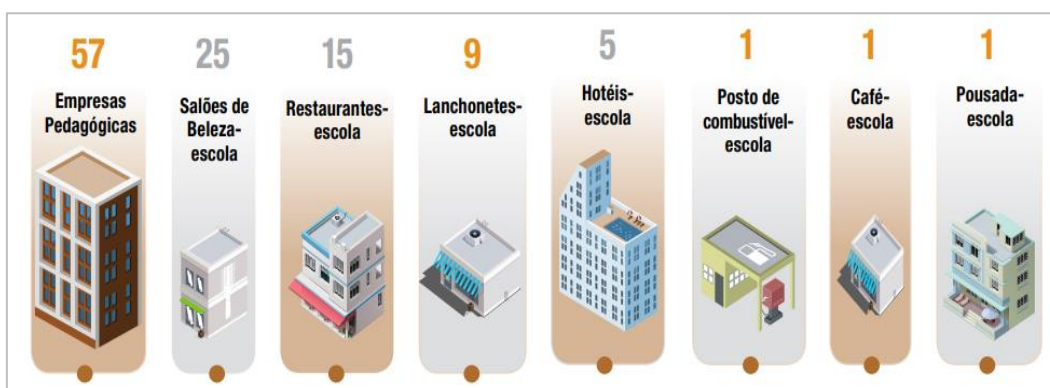 57
Empresas
Pedagógicas
25
Salões de
Beleza-
escola
15
Restaurantes-
escola
9
Lanchonetes-
escola
5
Hotéis-
escola
1
Posto de
combustível-
escola
1
Café-
escola
1
Pousada-
escola